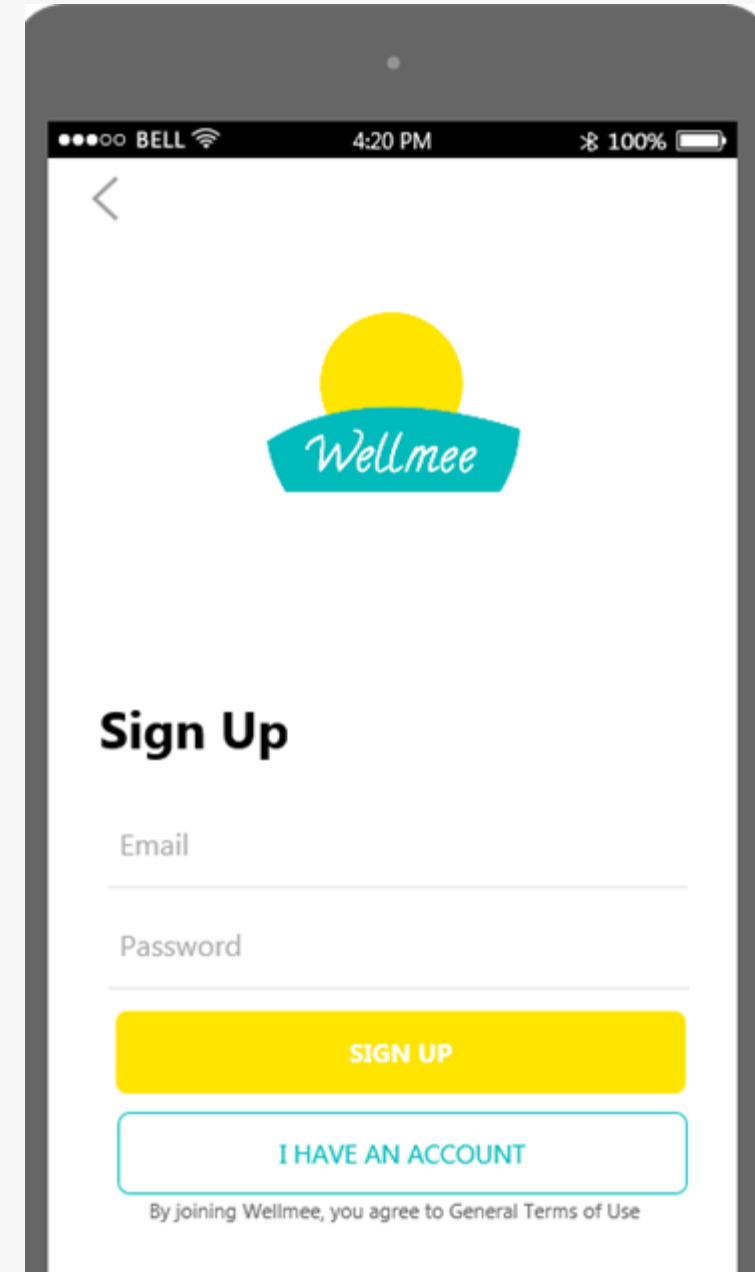 BELL 4:20 PM 100%
Wellmee
Sign Up
Email
Password
SIGN UP
I HAVE AN ACCOUNT
By joining Wellmee, you agree to General Terms of Use